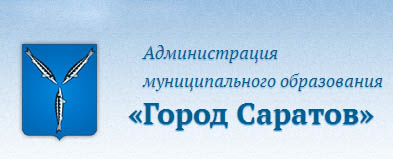 Администрация
муниципального образования
«Город Саратов»